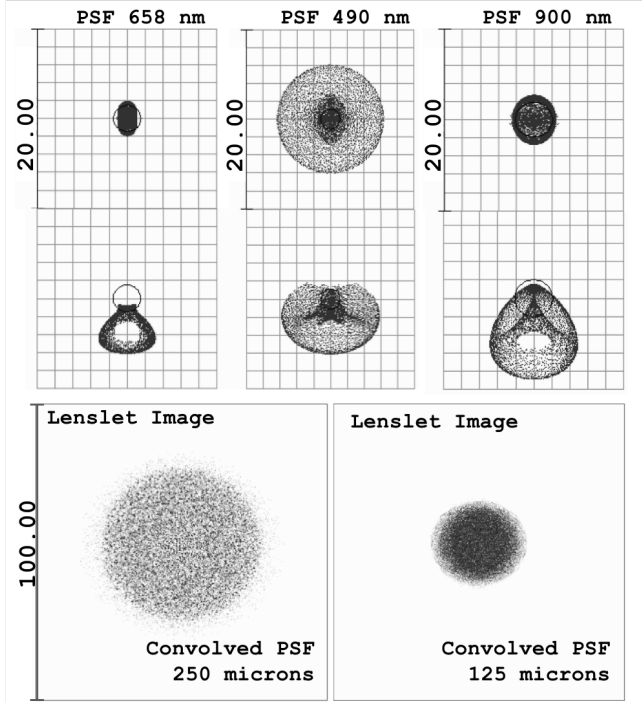 PSF 658 nm
PSF 490 nm
PSF 900 nm
20.00
20.00
20.00
Lenslet Image
Lenslet Image
100.00
Convolved PSF
250 microns
Convolved PSF
125 microns